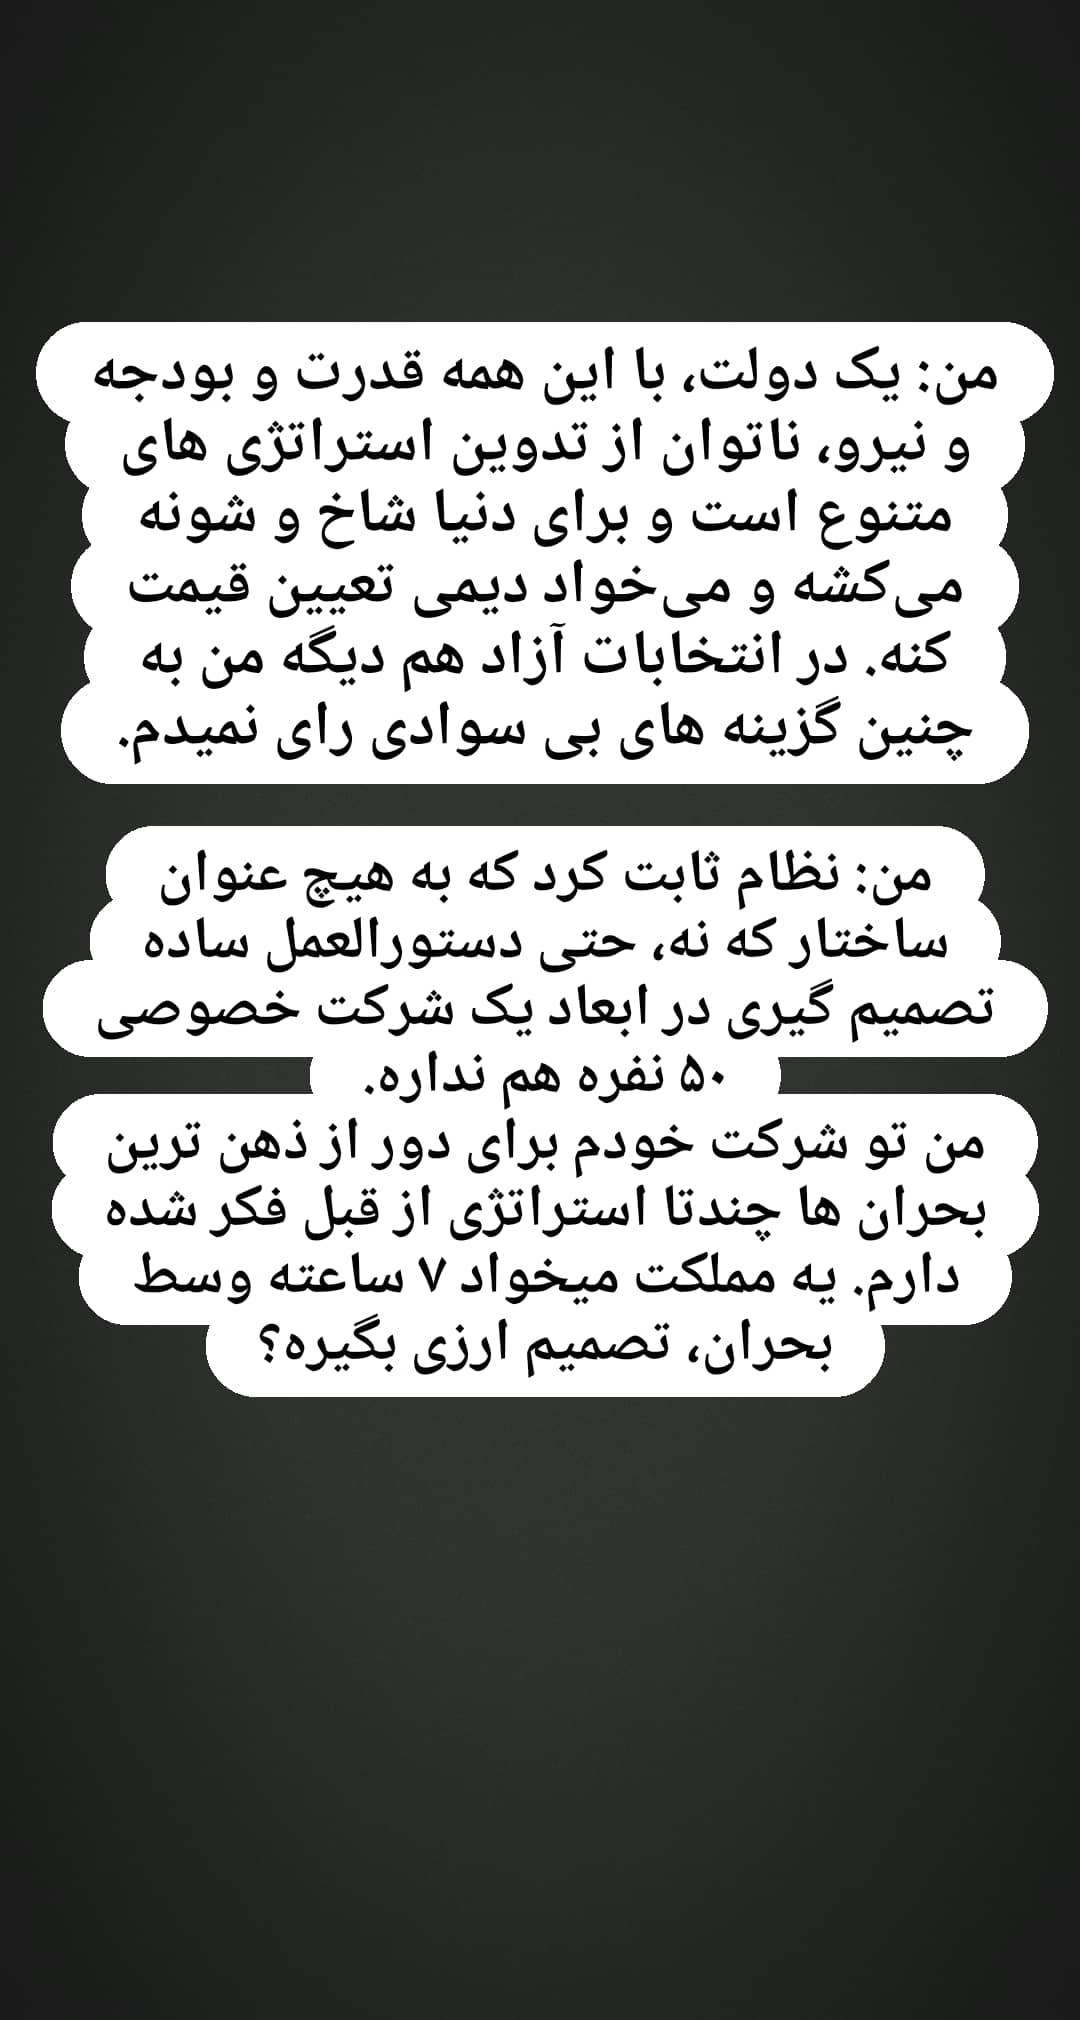 من: یک دولت، با این همه قدرت و بودجه
و نیرو، ناتوان از تدوین استراتژی های
متنوع است و برای دنیا شاخ و شونه
می‌کشه و می‌خواد دیمی تعیین قیمت
کنه. در انتخابات آزاد هم دیگه من به
چنین گزینه های بی سوادی رای نمیدم.
من: نظام ثابت کرد که به هیچ عنوان
ساختار که نه، حتی دستورالعمل ساده
تصمیم گیری در ابعاد یک شرکت خصوصی
۵۰ نفره هم نداره.
من تو شرکت خودم برای دور از ذهن ترین
بحران ها چندتا استراتژی از قبل فکر شده
دارم. یه مملکت میخواد ۷ ساعته وسط
بحران، تصمیم ارزی بگیره؟